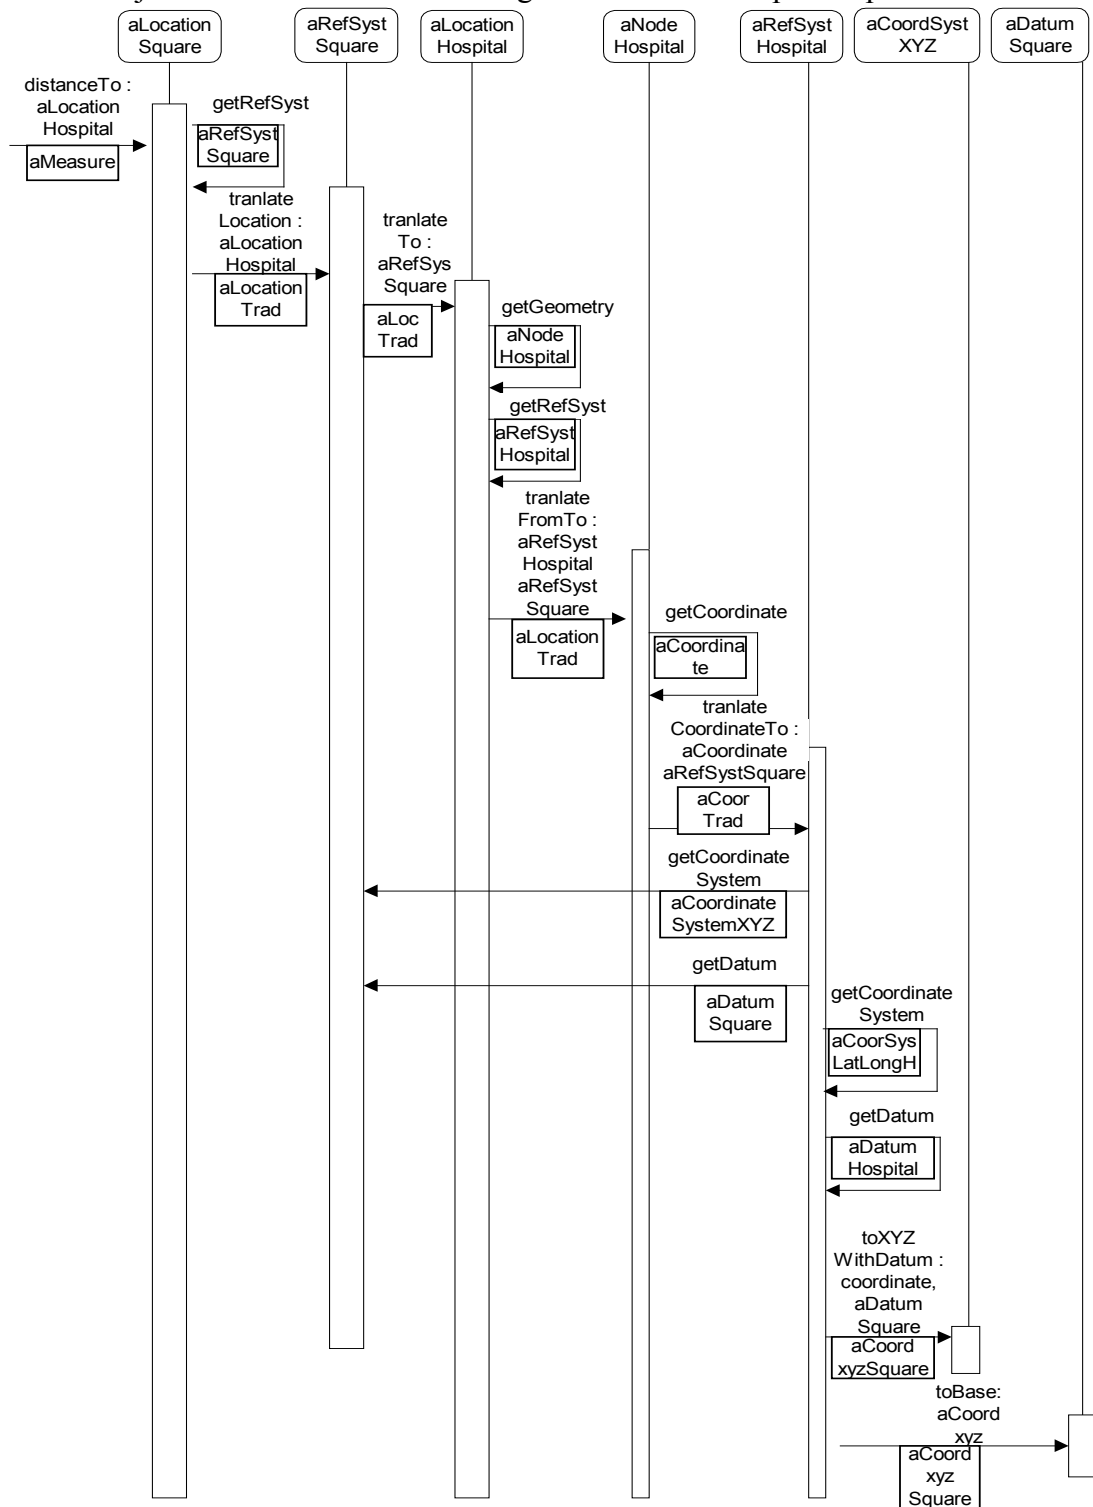 aLocation
Square
aRefSyst
Square
aLocation
Hospital
aNode
Hospital
aRefSyst
Hospital
aCoordSyst
XYZ
aDatum
Square
distanceTo :
aLocation
Hospital
aMeasure
getRefSyst
aRefSyst
Square
tranlate
Location :
aLocation
Hospital
aLocation
Trad
tranlate
To :
aRefSys
Square
aLoc
Trad
getGeometry
aNode
Hospital
getRefSyst
aRefSyst
Hospital
tranlate
FromTo :
aRefSyst
Hospital
aRefSyst
Square
aLocation
Trad
getCoordinate
aCoordina
te
tranlate
CoordinateTo :
aCoordinate
aRefSystSquare
aCoor
Trad
getCoordinate
System
aCoordinate
SystemXYZ
getDatum
aDatum
Square
getCoordinate
System
aCoorSys
LatLongH
getDatum
aDatum
Hospital
toXYZ
WithDatum :
coordinate,
aDatum
Square
aCoord
xyzSquare
toBase:
aCoord
xyz
aCoord
xyz
Square